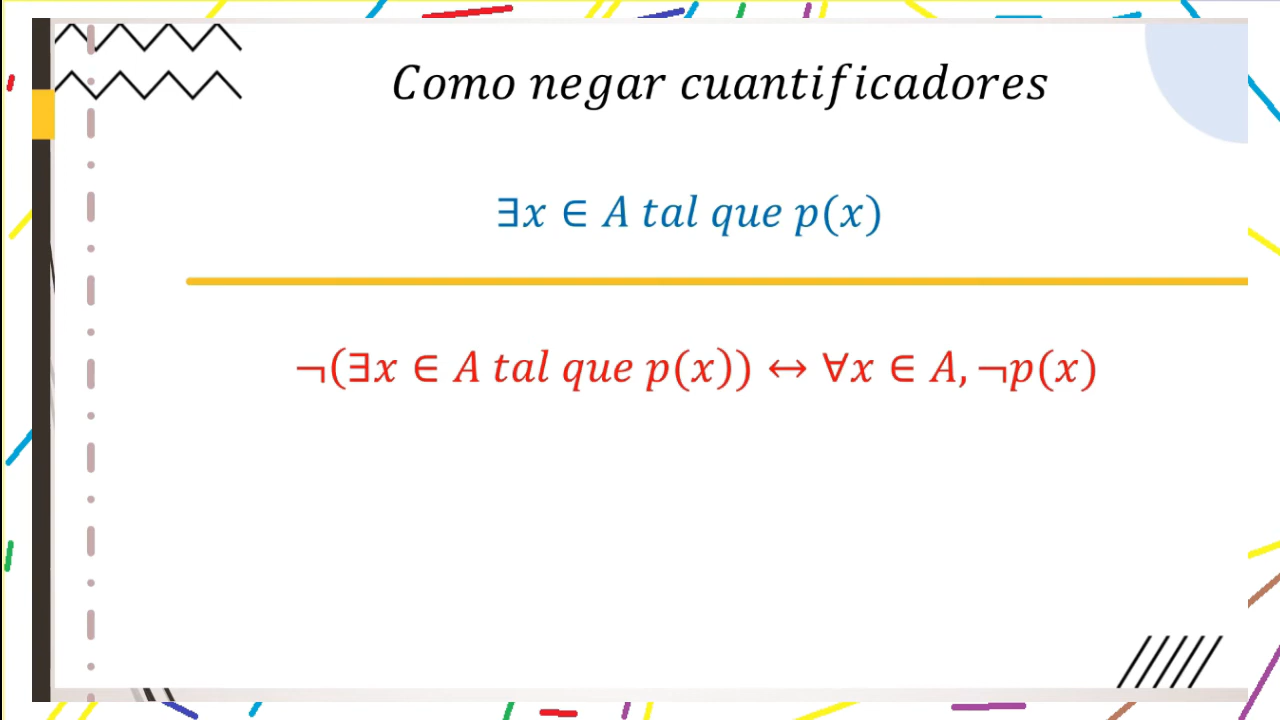 Como negar cuantificadores
∃x ∈ A tal que p(x)
¬(∃x ∈ A tal que p(x)) ↔ ∀x ∈ A, ¬p(x)